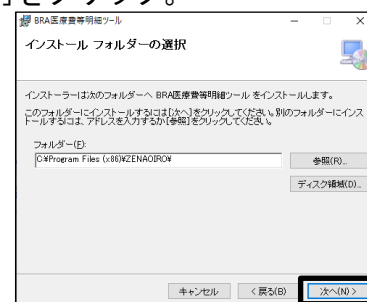 ]をクリック。
BRA医療費等明細ツール
インストール フォルダーの選択
インストーラーは次のフォルダーへ BRA医療費等明細ツール をインストールします。
このフォルダーにインストールするには[次へ]をクリックしてください。別のフォルダーにインス
トールするには、アドレスを入力するか[参照]をクリックしてください。
フォルダー(F):
C:¥Program Files (x86)¥ZENAOIRO¥
参照(R)...
ディスク領域(D)...
キャンセル
< 戻る(B)
次へ(N) >